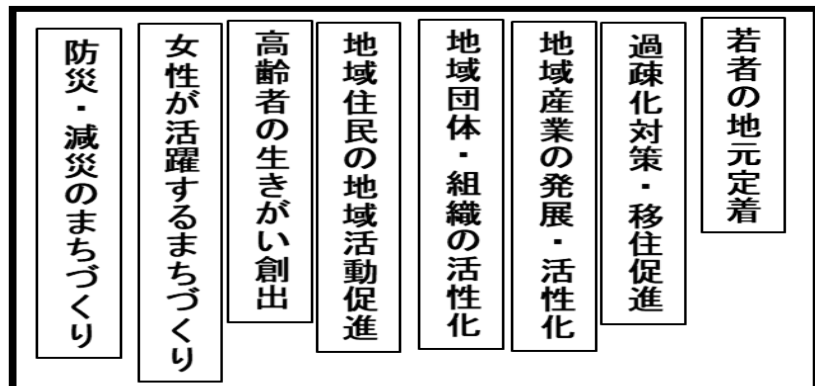 若者の地元定着
過疎化対策・移住促進
地域産業の発展・活性化
地域団体・組織の活性化
地域住民の地域活動促進
高齢者の生きがい創出
女性が活躍するまちづくり
防災・減災のまちづくり